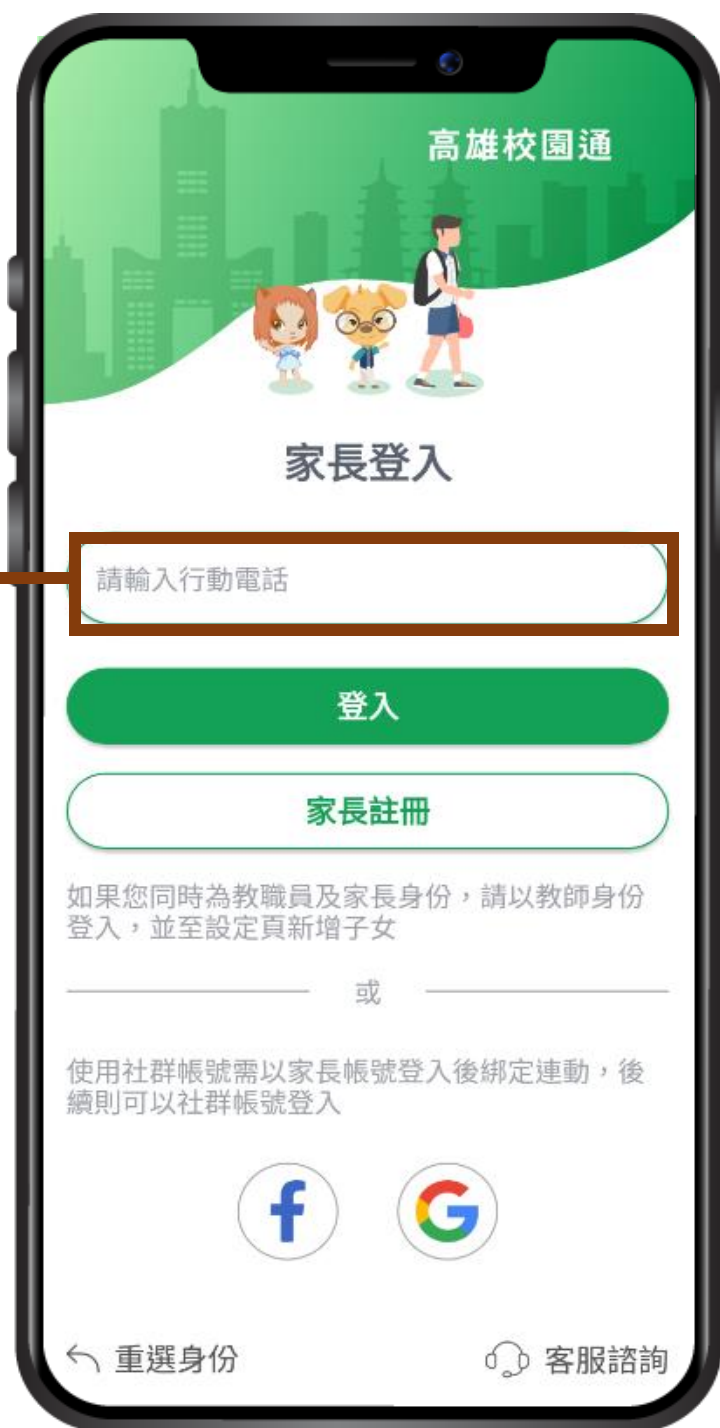 高雄校園通
家長登入
請輸入行動電話
登入
家長註冊
如果您同時為教職員及家長身份，請以教師身份
登入，並至設定頁新增子女
或
使用社群帳號需以家長帳號登入後綁定連動，後
續則可以社群帳號登入
重選身份
客服諮詢